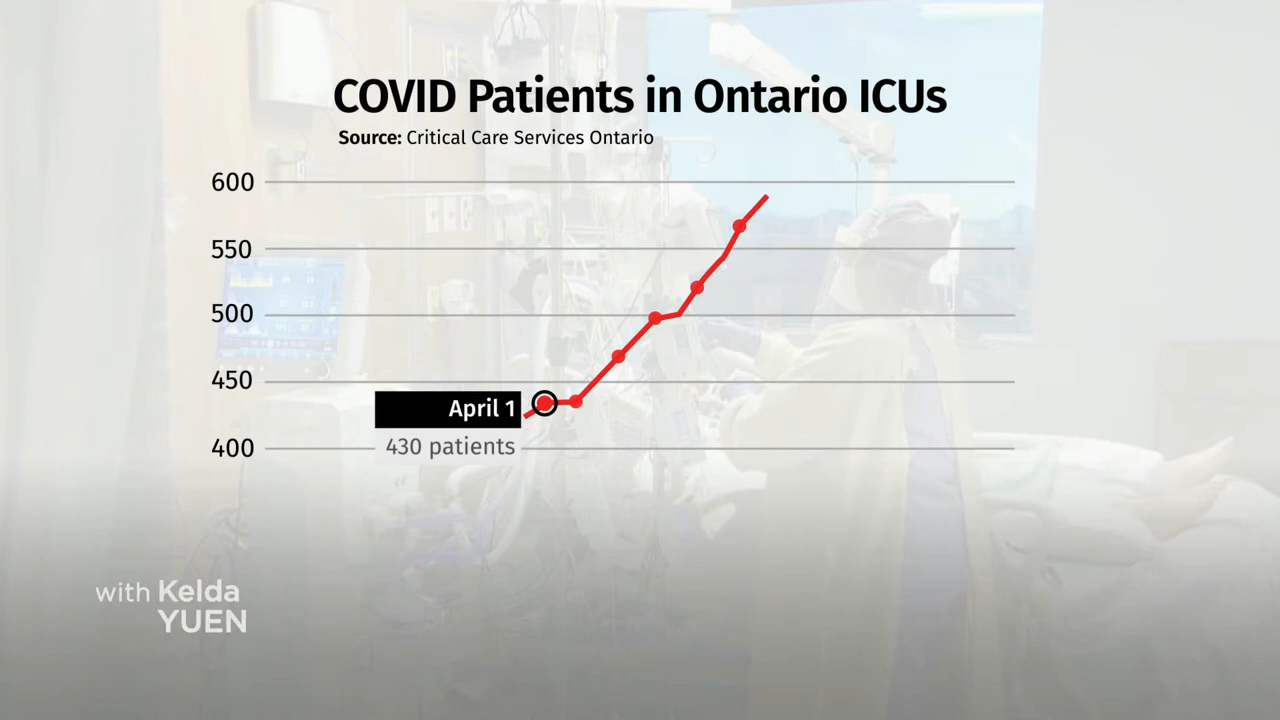 COVID Patients in Ontario ICUs
Source: Critical Care Services Ontario
600
550
500
450
April 1
430 patients
400
with Kelda
YUEN